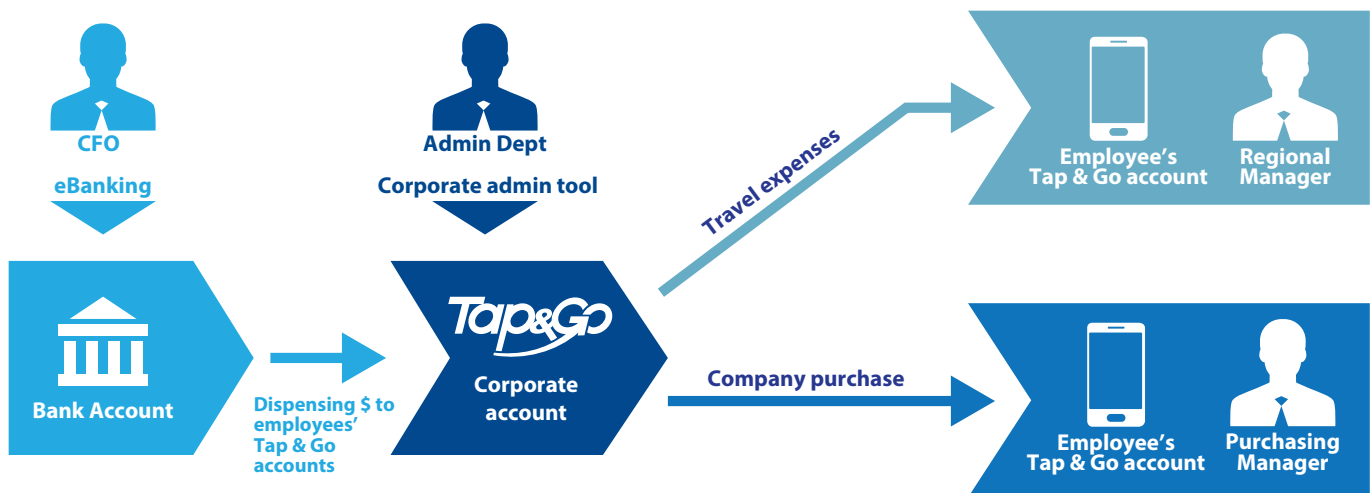 CFO
eBanking
Bank Account
Dispensing $ to
employees’
Tap & Go
accounts
Admin Dept
Corporate admin tool
Tap&Go
Corporate
account
Travel expenses
Employee’s
Tap & Go account
Regional
Manager
Company purchase
Employee’s
Tap & Go account
Purchasing
Manager